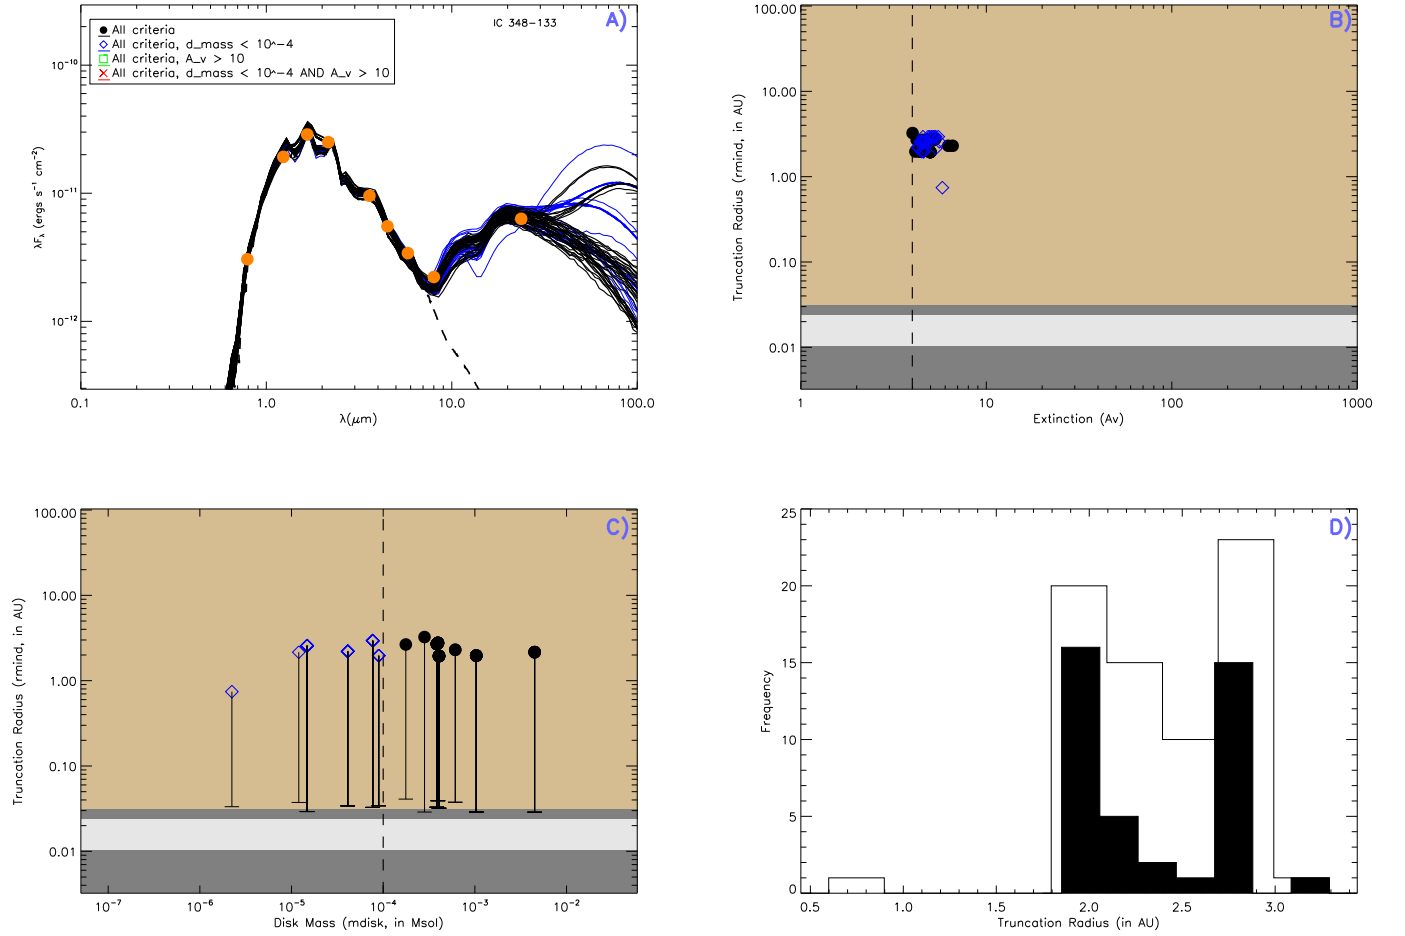 A)
IC 348-133
All criteria
All criteria, d_mass < 10^-4
All criteria, A_v > 10
All criteria, d_mass < 10^-4 AND A_v > 10
10⁻¹⁰
10⁻¹¹
10⁻¹²
λFλ (ergs s⁻¹ cm⁻²)
0.1 1.0 10.0 100.0
λ(μm)
B)
100.00
10.00
1.00
0.10
0.01
Truncation Radius (rmind, in AU)
1 10 100 1000
Extinction (Av)
C)
100.00
10.00
1.00
0.10
0.01
Truncation Radius (rmind, in AU)
10⁻⁷ 10⁻⁶ 10⁻⁵ 10⁻⁴ 10⁻³ 10⁻²
Disk Mass (mdisk, in Msol)
D)
25
20
15
10
5
0
Frequency
0.5 1.0 1.5 2.0 2.5 3.0
Truncation Radius (in AU)